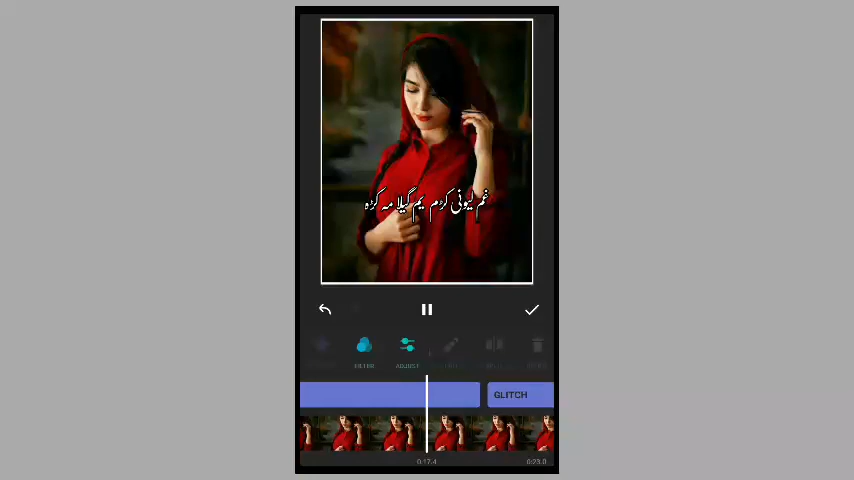 غم لیونی کړم یم گیلا مه کړه
FILTER
ADJUST
GLITCH
0:17.4
0:23.0